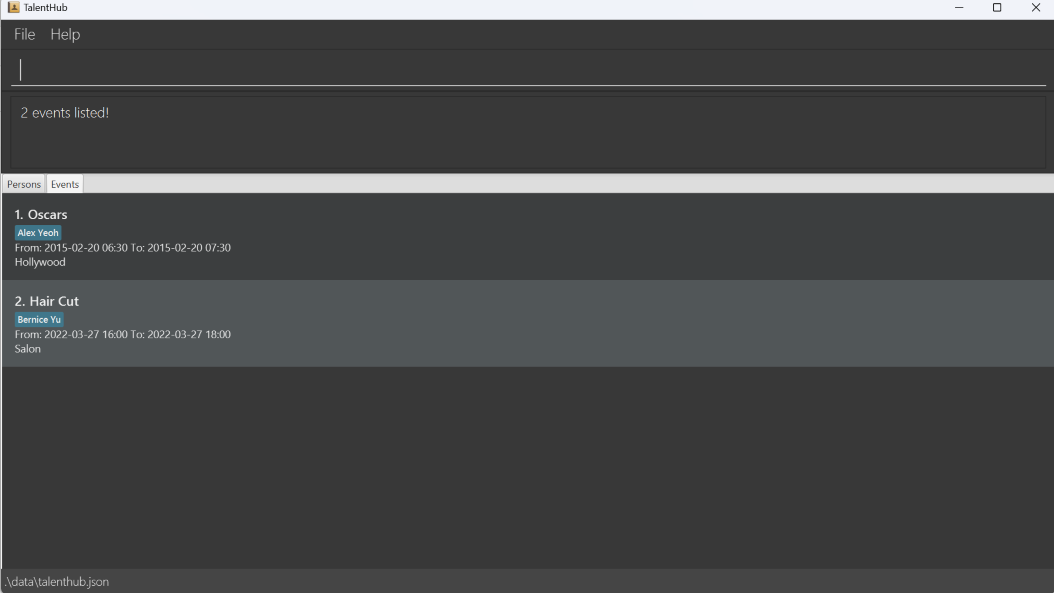 TalentHub
File Help
2 events listed!
Persons Events
1. Oscars
Alex Yeoh
From: 2015-02-20 06:30 To: 2015-02-20 07:30
Hollywood
2. Hair Cut
Bernice Yu
From: 2022-03-27 16:00 To: 2022-03-27 18:00
Salon
.\data\talenthub.json